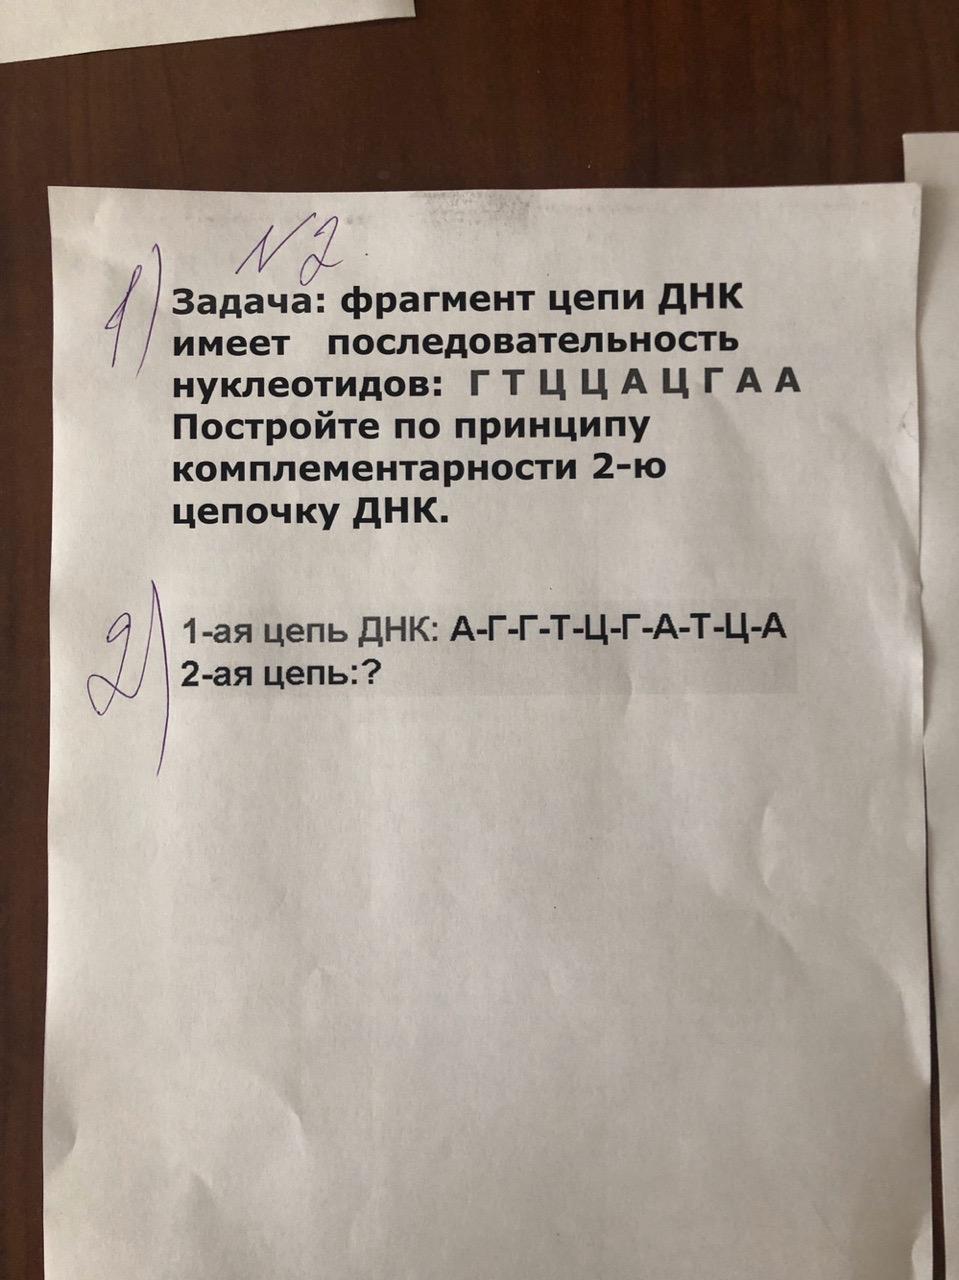 N 2
1)
Задача: фрагмент цепи ДНК
имеет последовательность
нуклеотидов: Г Т Ц Ц А Ц Г А А
Постройте по принципу
комплементарности 2-ю
цепочку ДНК.
2)
1-ая цепь ДНК: А-Г-Г-Т-Ц-Г-А-Т-Ц-А
2-ая цепь:?